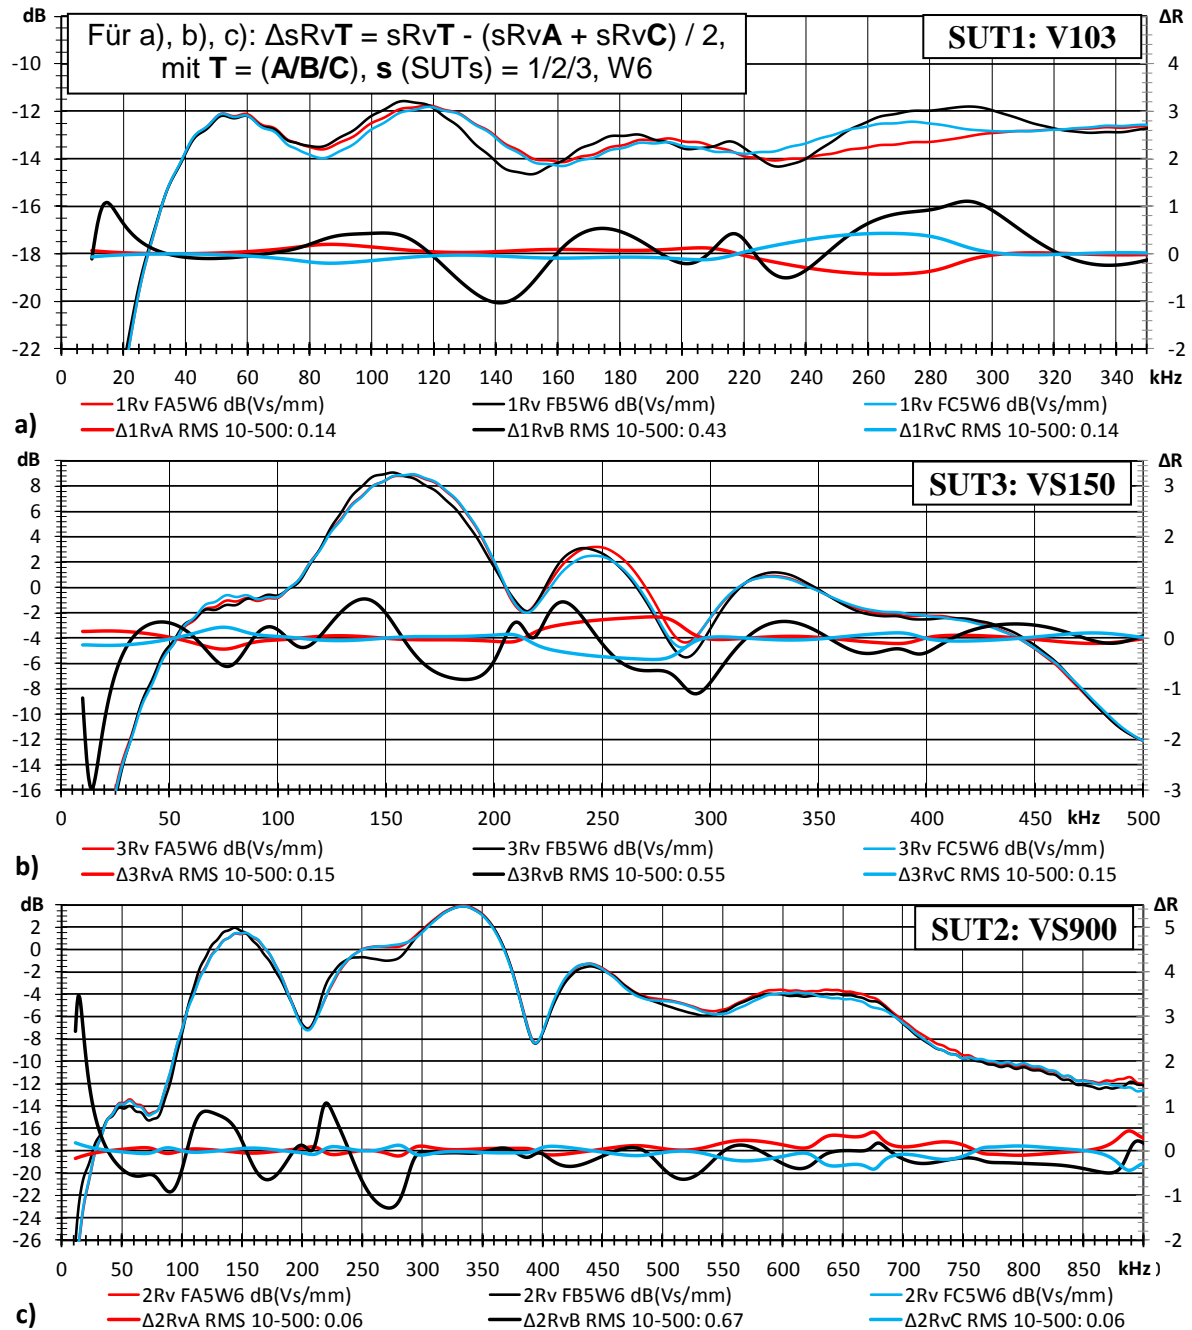 dB
ΔR
Für a), b), c): ΔsRvT = sRvT - (sRvA + sRvC) / 2,
mit T = (A/B/C), s (SUTs) = 1/2/3, W6
SUT1: V103
-10
-12
-14
-16
-18
-20
-22
4
3
2
1
0
-1
-2
0 20 40 60 80 100 120 140 160 180 200 220 240 260 280 300 320 340 kHz
1Rv FA5W6 dB(Vs/mm) 1Rv FB5W6 dB(Vs/mm) 1Rv FC5W6 dB(Vs/mm)
Δ1RvA RMS 10-500: 0.14 Δ1RvB RMS 10-500: 0.43 Δ1RvC RMS 10-500: 0.14
a)
dB
ΔR
SUT3: VS150
8
6
4
2
0
-2
-4
-6
-8
-10
-12
-14
-16
3
2
1
0
-1
-2
-3
0 50 100 150 200 250 300 350 400 450 kHz 500
3Rv FA5W6 dB(Vs/mm) 3Rv FB5W6 dB(Vs/mm) 3Rv FC5W6 dB(Vs/mm)
Δ3RvA RMS 10-500: 0.15 Δ3RvB RMS 10-500: 0.55 Δ3RvC RMS 10-500: 0.15
b)
dB
ΔR
SUT2: VS900
2
0
-2
-4
-6
-8
-10
-12
-14
-16
-18
-20
-22
-24
-26
5
4
3
2
1
0
-1
-2
0 50 100 150 200 250 300 350 400 450 500 550 600 650 700 750 800 850 kHz
2Rv FA5W6 dB(Vs/mm) 2Rv FB5W6 dB(Vs/mm) 2Rv FC5W6 dB(Vs/mm)
Δ2RvA RMS 10-500: 0.06 Δ2RvB RMS 10-500: 0.67 Δ2RvC RMS 10-500: 0.06
c)